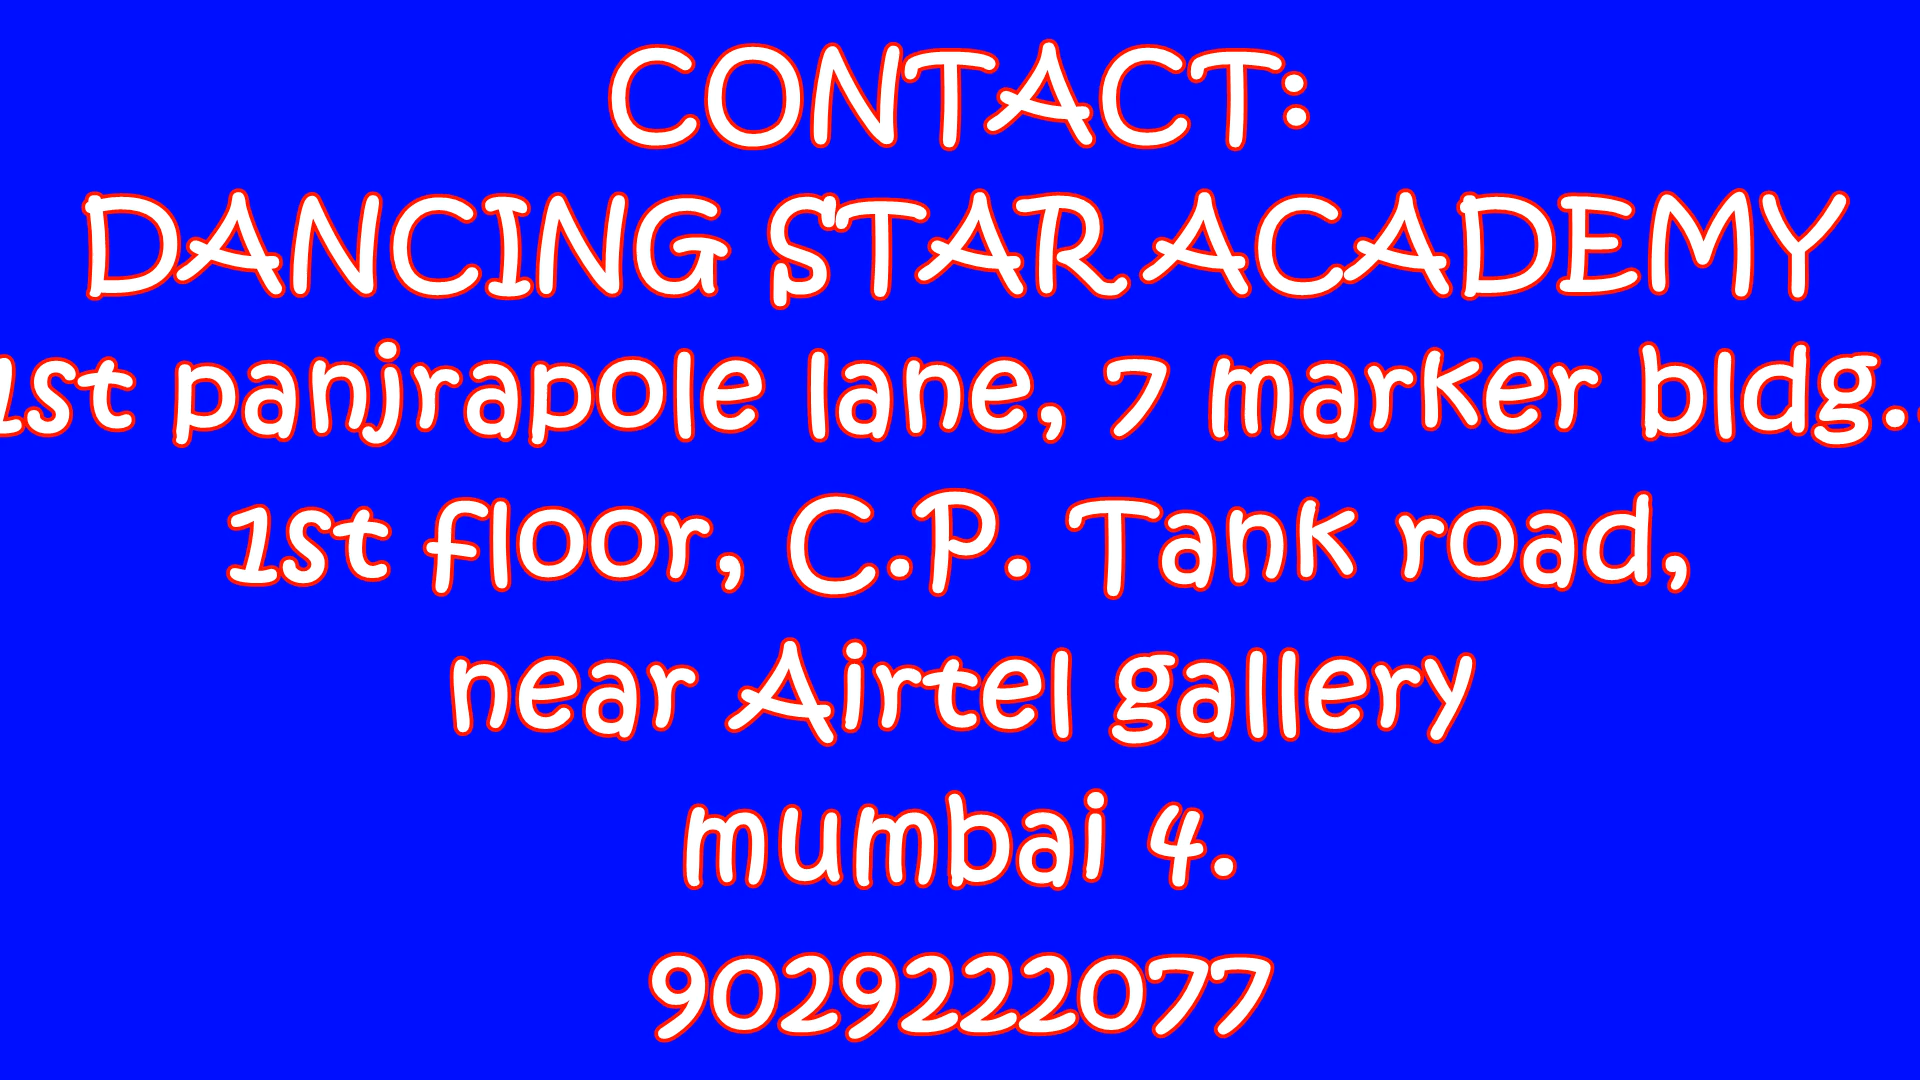 CONTACT:
DANCING STAR ACADEMY
1st panjrapole lane, 7 marker bldg.
1st floor, C.P. Tank road,
near Airtel gallery
mumbai 4.
9029222077